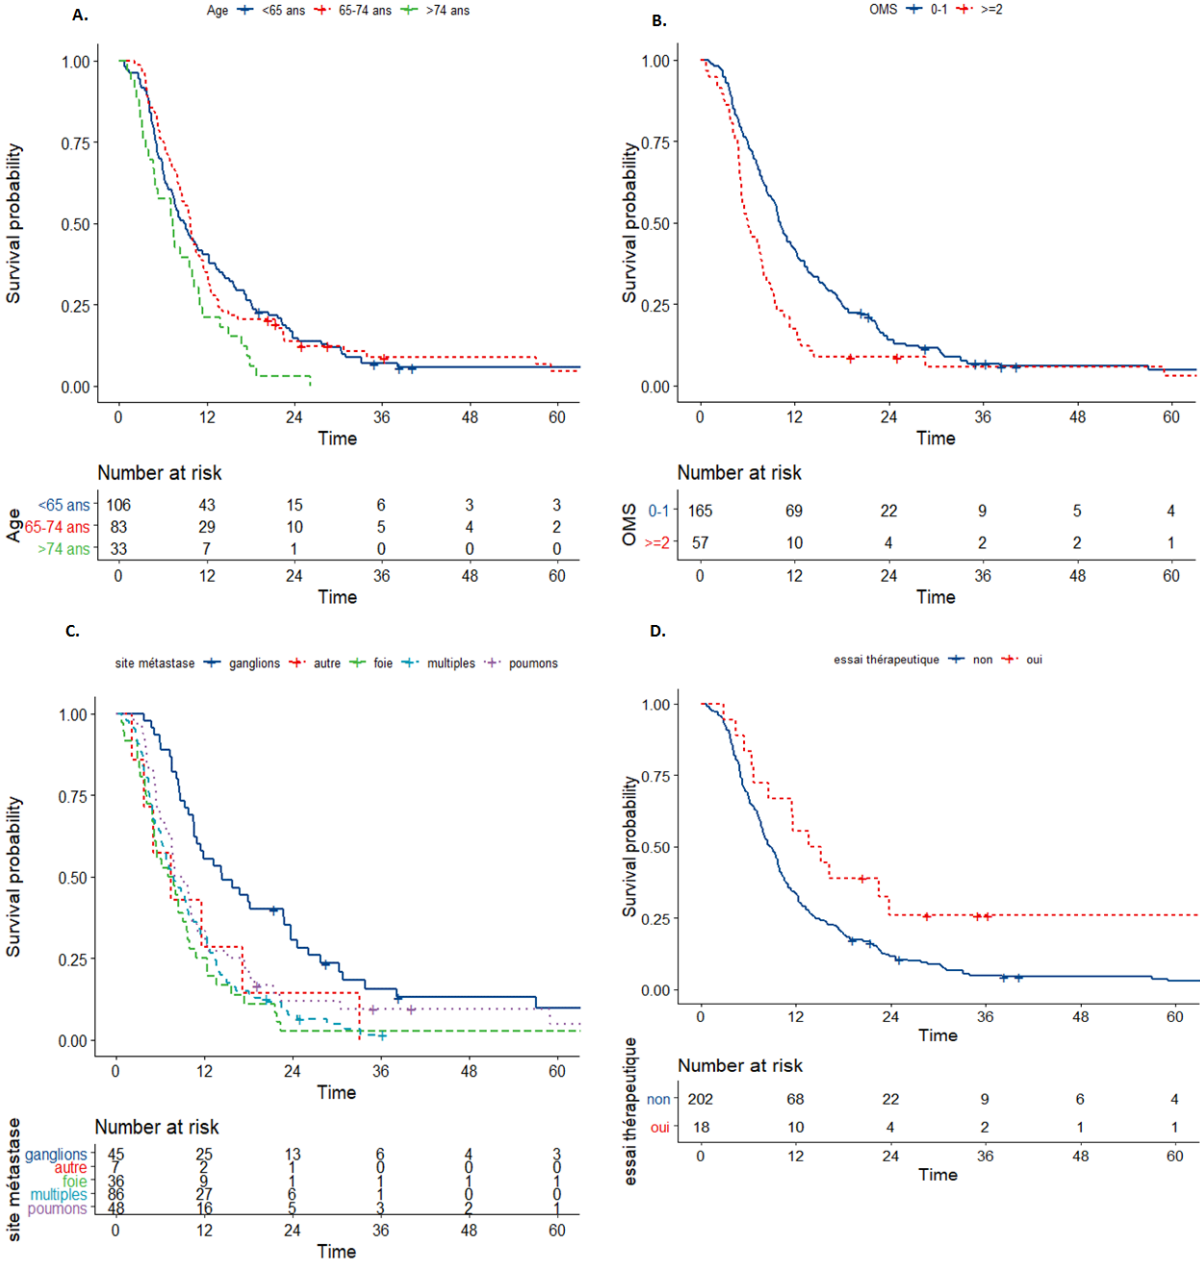 A.
Age <65 ans 65-74 ans >74 ans
Survival probability
1.00
0.75
0.50
0.25
0.00
0 12 24 36 48 60
Time
Number at risk
Age
<65 ans 106 43 15 6 3 3
65-74 ans 83 29 10 5 4 2
>74 ans 33 7 1 0 0 0
0 12 24 36 48 60
Time
B.
OMS 0-1 >=2
Survival probability
1.00
0.75
0.50
0.25
0.00
0 12 24 36 48 60
Time
Number at risk
OMS
0-1 165 69 22 9 5 4
>=2 57 10 4 2 2 1
0 12 24 36 48 60
Time
C.
site métastase ganglions autre foie multiples poumons
Survival probability
1.00
0.75
0.50
0.25
0.00
0 12 24 36 48 60
Time
Number at risk
site métastase
ganglions 45 25 13 6 4 3
autre 7 2 1 0 0 0
foie 36 9 1 1 1 1
multiples 86 27 6 1 0 0
poumons 48 16 5 3 2 1
0 12 24 36 48 60
Time
D.
essai thérapeutique non oui
Survival probability
1.00
0.75
0.50
0.25
0.00
0 12 24 36 48 60
Time
Number at risk
essai thérapeutique
non 202 68 22 9 6 4
oui 18 10 4 2 1 1
0 12 24 36 48 60
Time